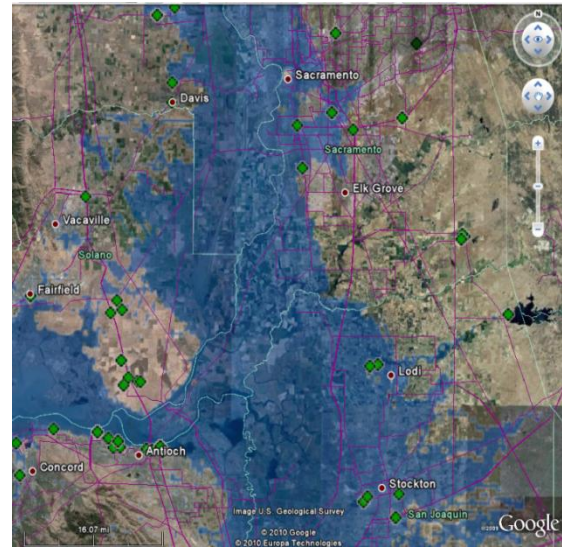 N
Sacramento
Davis
Sacramento
Elk Grove
Vacaville
Solano
Fairfield
Lodi
Antioch
Concord
Stockton
San Joaquin
Image U.S. Geological Survey
© 2010 Google
© 2010 Europa Technologies
16.07 mi
©2009 Google